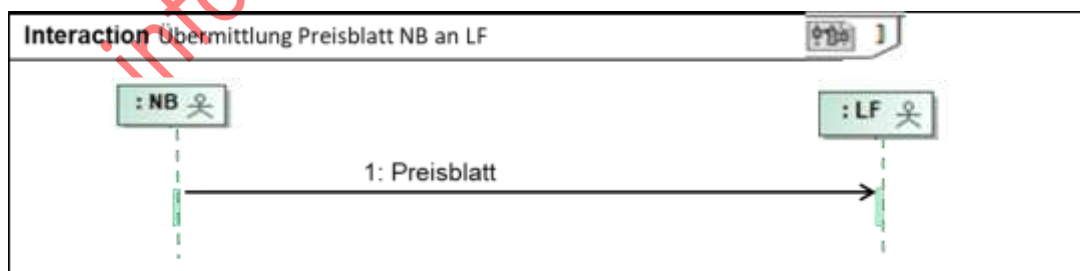 Interaction Übermittlung Preisblatt NB an LF
: NB
: LF
1: Preisblatt